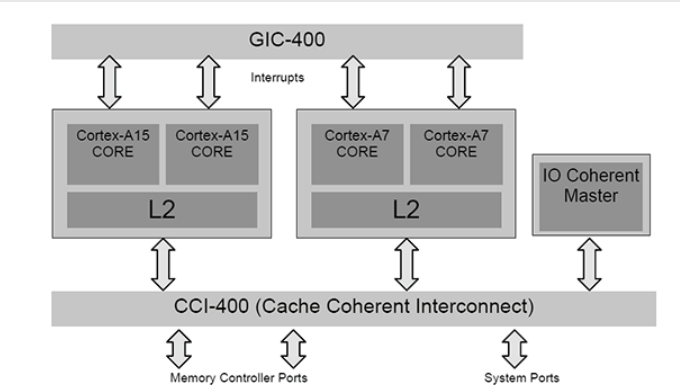 GIC-400
Interrupts
Cortex-A15
CORE
Cortex-A15
CORE
L2
Cortex-A7
CORE
Cortex-A7
CORE
L2
IO Coherent
Master
CCI-400 (Cache Coherent Interconnect)
Memory Controller Ports
System Ports